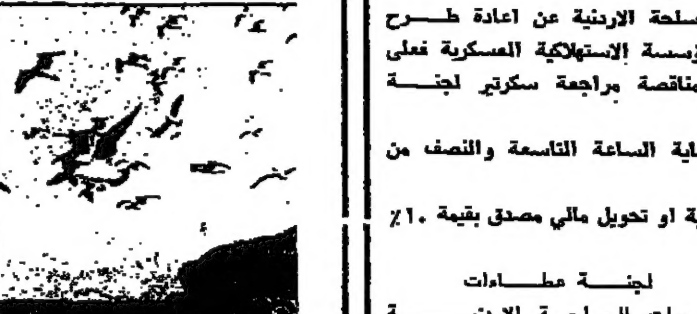 سلحة الاردنية عن اعادة طـــرح
ؤسسة الاستهلاكية العسكرية فعلى
مناقصة مراجعة سكرتير لجنـــة
اية الساعة التاسعة والنصف من
ية او تحويل مالي مصدق بقيمة ١٠٪
لجنـــة عطـــاءات